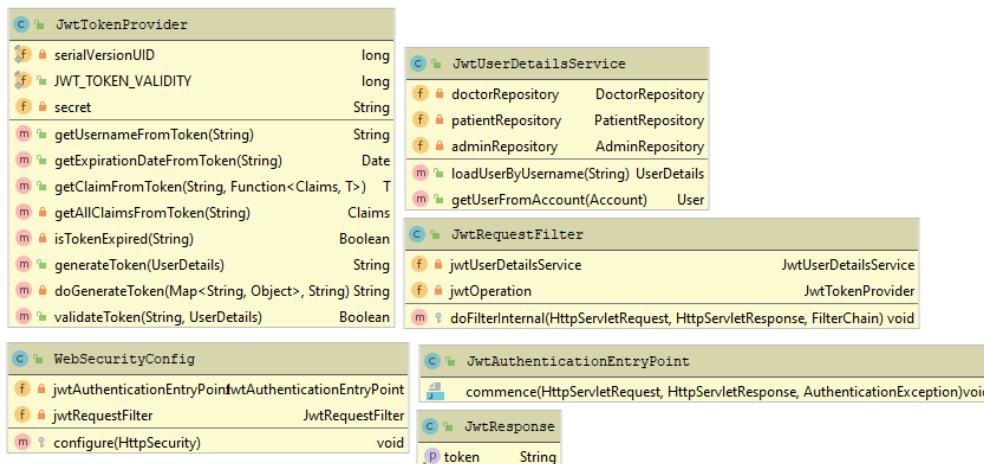 JwtTokenProvider
serialVersionUID long
JWT_TOKEN_VALIDITY long
secret String
getUsernameFromToken(String) String
getExpirationDateFromToken(String) Date
getClaimFromToken(String, Function<Claims, T>) T
getAllClaimsFromToken(String) Claims
isTokenExpired(String) Boolean
generateToken(UserDetails) String
doGenerateToken(Map<String, Object>, String) String
validateToken(String, UserDetails) Boolean
JwtUserDetailsService
doctorRepository DoctorRepository
patientRepository PatientRepository
adminRepository AdminRepository
loadUserByUsername(String) UserDetails
getUserFromAccount(Account) User
JwtRequestFilter
jwtUserDetailsService JwtUserDetailsService
jwtOperation JwtTokenProvider
doFilterInternal(HttpServletRequest, HttpServletResponse, FilterChain) void
WebSecurityConfig
jwtAuthenticationEntryPoint JwtAuthenticationEntryPoint
jwtRequestFilter JwtRequestFilter
configure(HttpSecurity) void
JwtAuthenticationEntryPoint
commence(HttpServletRequest, HttpServletResponse, AuthenticationException)void
JwtResponse
token String